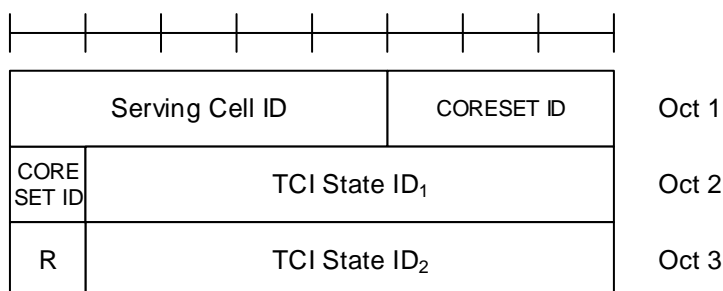 Serving Cell ID CORESET ID Oct 1
CORE
SET ID TCI State ID₁ Oct 2
R TCI State ID₂ Oct 3